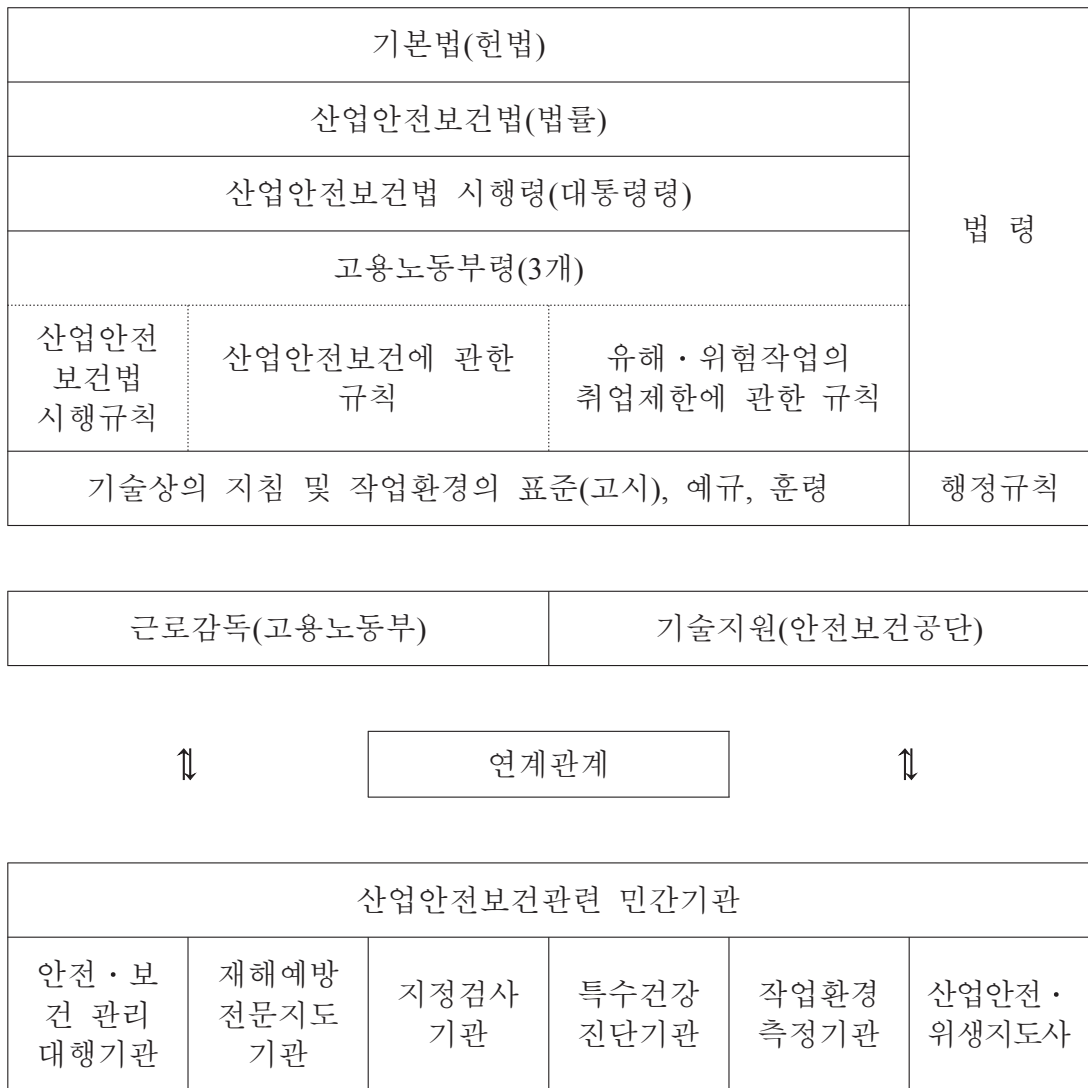 기본법(헌법)
산업안전보건법(법률)
산업안전보건법 시행령(대통령령)
고용노동부령(3개)
법 령
산업안전
보건법
시행규칙
산업안전보건에 관한
규칙
유해・위험작업의
취업제한에 관한 규칙
기술상의 지침 및 작업환경의 표준(고시), 예규, 훈령
행정규칙
근로감독(고용노동부)
기술지원(안전보건공단)
⇅
연계관계
⇅
산업안전보건관련 민간기관
안전・보
건 관리
대행기관
재해예방
전문지도
기관
지정검사
기관
특수건강
진단기관
작업환경
측정기관
산업안전・
위생지도사